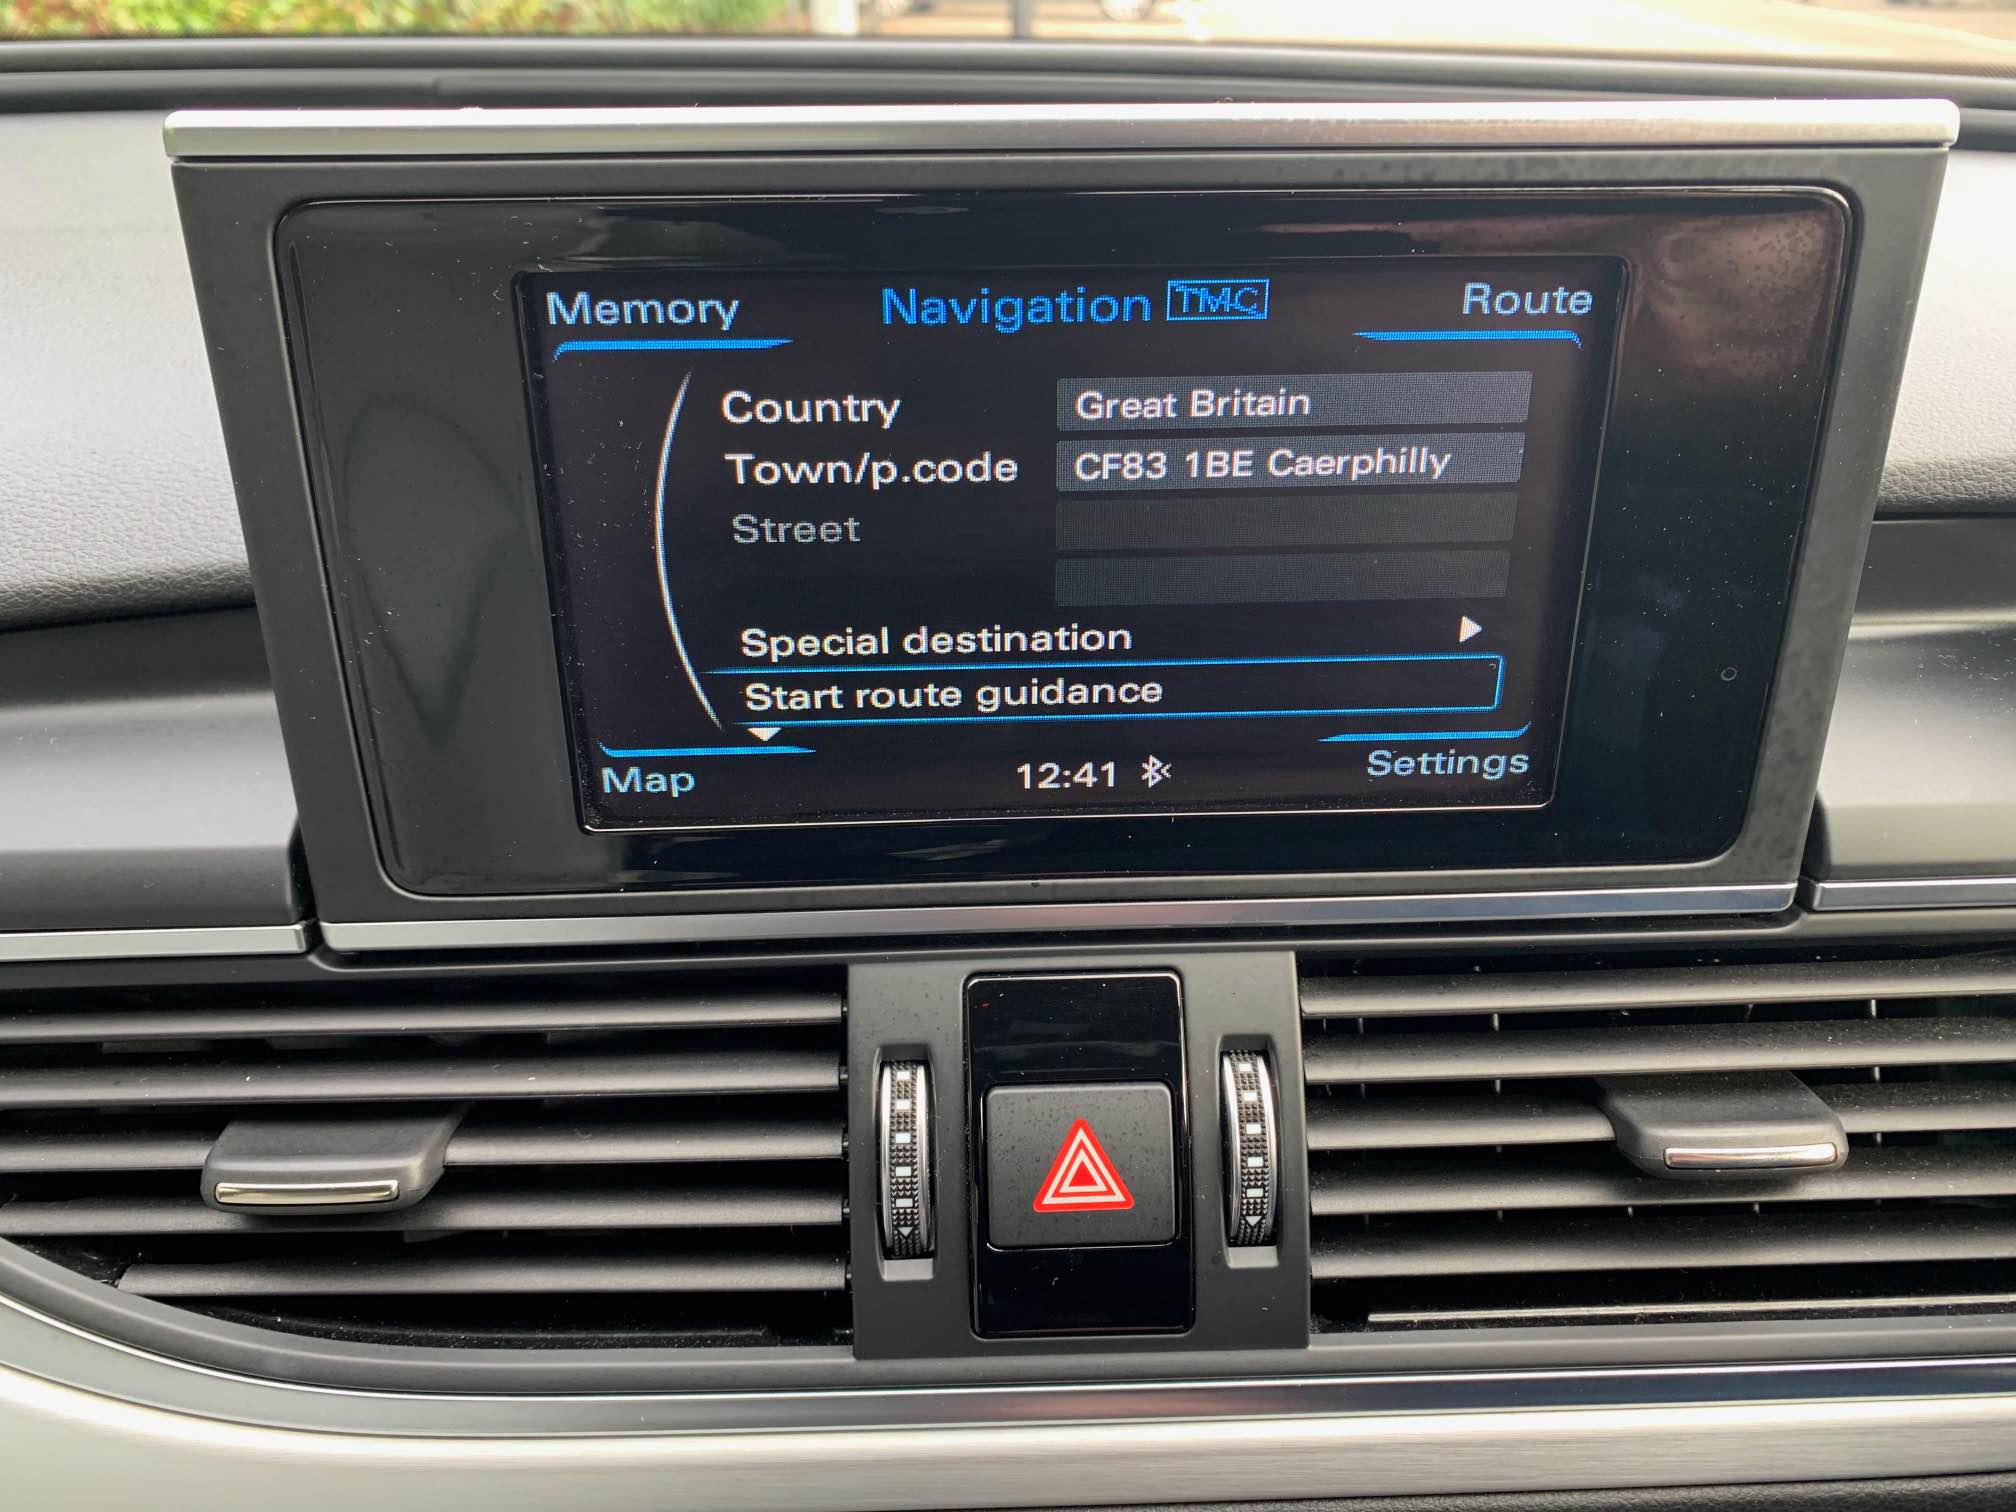 Memory Navigation TMC Route
Country Great Britain
Town/p.code CF83 1BE Caerphilly
Street
Special destination
Start route guidance
Map 12:41 Settings